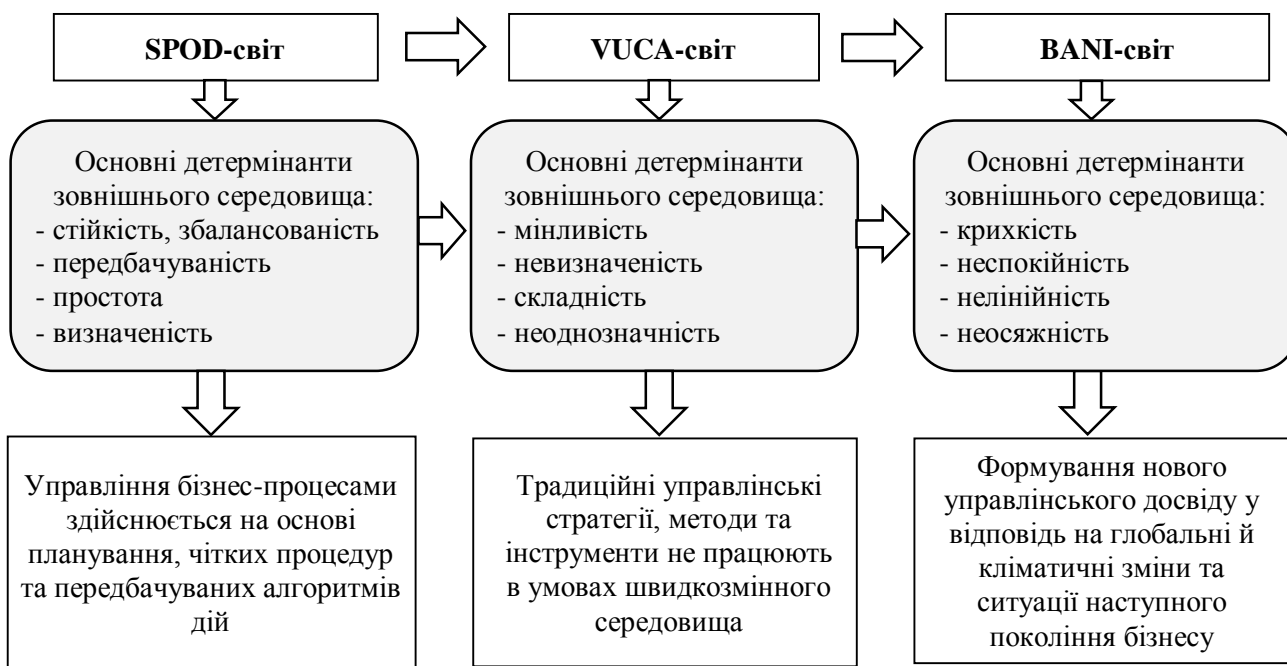 SPOD-світ
VUCA-світ
BANI-світ
Основні детермінанти
зовнішнього середовища:
- стійкість, збалансованість
- передбачуваність
- простота
- визначеність
Основні детермінанти
зовнішнього середовища:
- мінливість
- невизначеність
- складність
- неоднозначність
Основні детермінанти
зовнішнього середовища:
- крихкість
- неспокійність
- нелінійність
- неосяжність
Управління бізнес-процесами
здійснюється на основі
планування, чітких процедур
та передбачуваних алгоритмів
дій
Традиційні управлінські
стратегії, методи та
інструменти не працюють
в умовах швидкозмінного
середовища
Формування нового
управлінського досвіду у
відповідь на глобальні й
кліматичні зміни та
ситуації наступного
покоління бізнесу